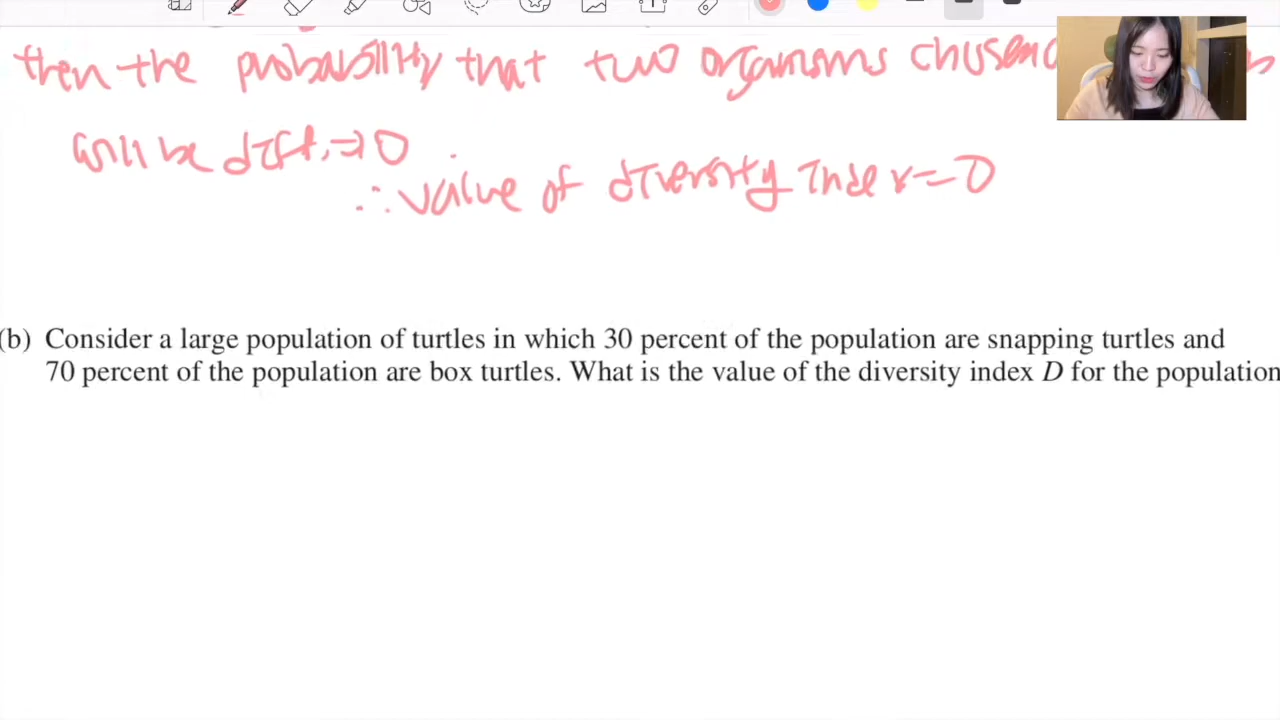 then the probability that two organisms chosen
will be diff. → 0
∴ value of diversity index = 0
(b) Consider a large population of turtles in which 30 percent of the population are snapping turtles and
70 percent of the population are box turtles. What is the value of the diversity index D for the population